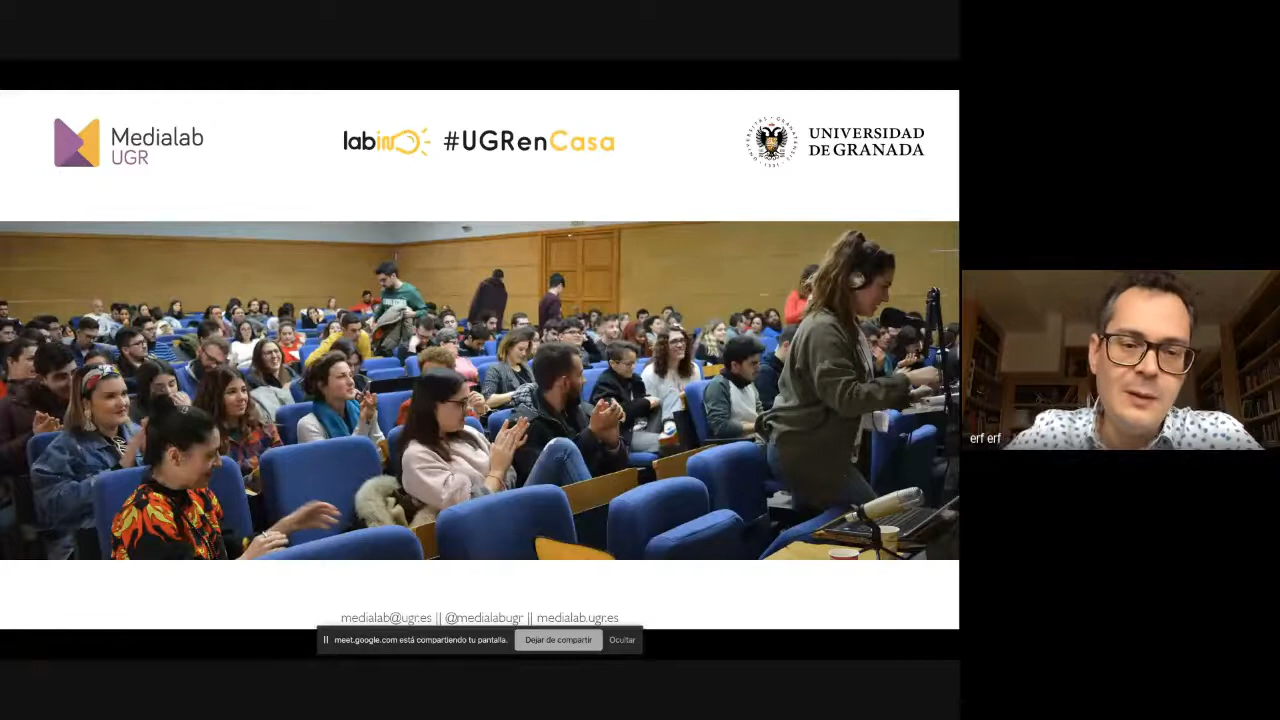 Medialab
UGR
labin #UGRenCasa
UNIVERSIDAD
DE GRANADA
erf erf
medialab@ugr.es || @medialabugr || medialab.ugr.es
meet.google.com está compartiendo tu pantalla. Dejar de compartir Ocultar